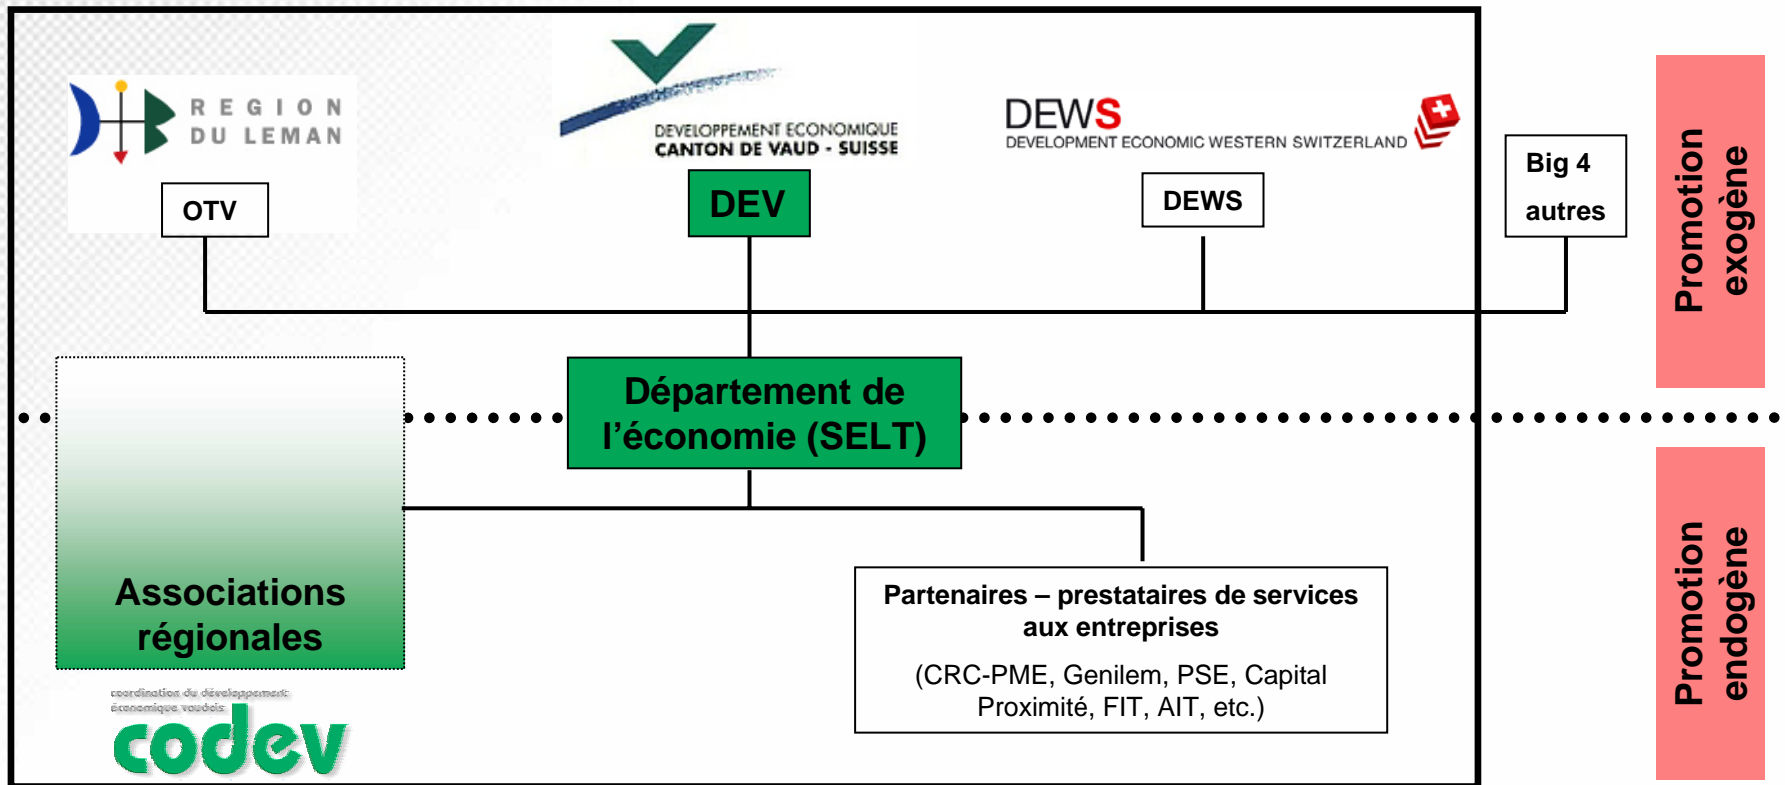 REGION
DU LEMAN
OTV
DEVELOPPEMENT ECONOMIQUE
CANTON DE VAUD - SUISSE
DEV
DEWS
DEVELOPMENT ECONOMIC WESTERN SWITZERLAND
DEWS
Big 4
autres
Promotion
exogène
Département de
l’économie (SELT)
Associations
régionales
coordination du développement
économique vaudois
codev
Partenaires – prestataires de services
aux entreprises
(CRC-PME, Genilem, PSE, Capital
Proximité, FIT, AIT, etc.)
Promotion
endogène